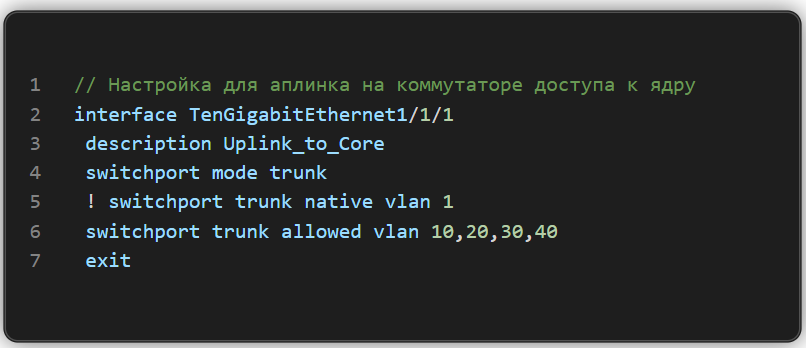 1 // Настройка для аплинка на коммутаторе доступа к ядру
2 interface TenGigabitEthernet1/1/1
3 description Uplink_to_Core
4 switchport mode trunk
5 ! switchport trunk native vlan 1
6 switchport trunk allowed vlan 10,20,30,40
7 exit